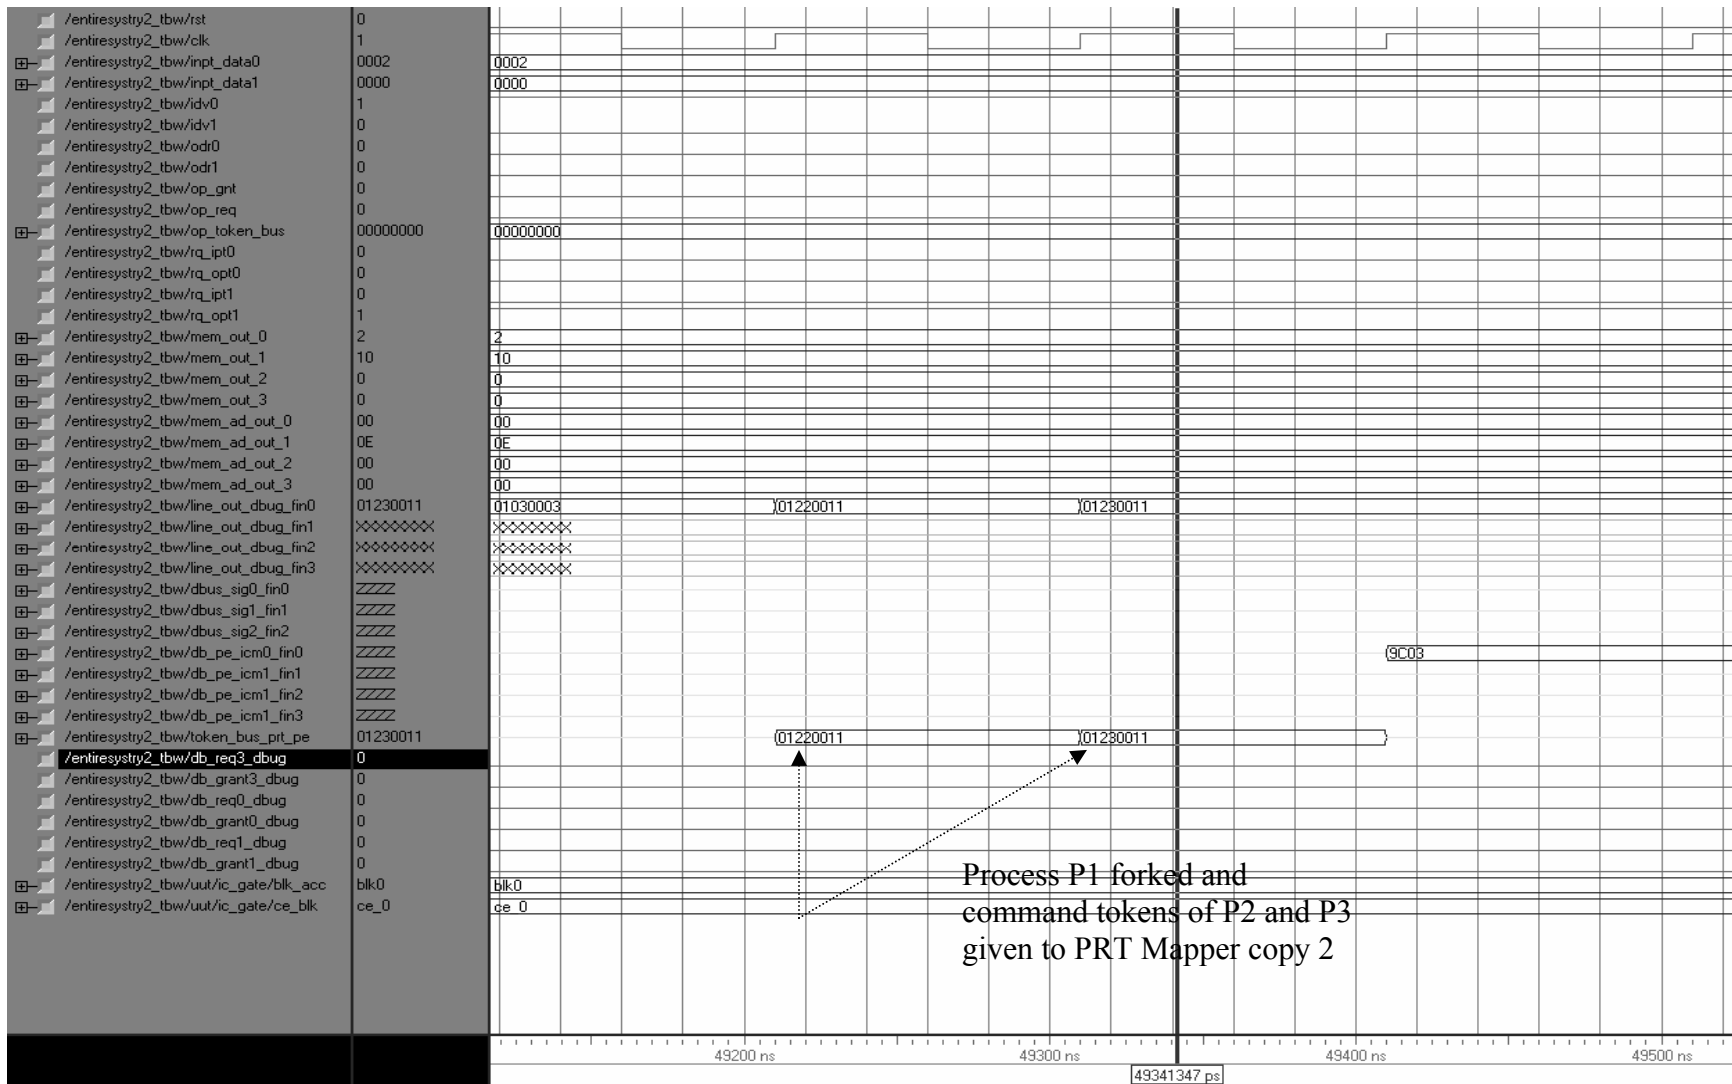 /entiresystry2_tbw/rst 0
/entiresystry2_tbw/clk 1
/entiresystry2_tbw/inpt_data0 0002 0002
/entiresystry2_tbw/inpt_data1 0000 0000
/entiresystry2_tbw/idv0 1
/entiresystry2_tbw/idv1 0
/entiresystry2_tbw/odr0 0
/entiresystry2_tbw/odr1 0
/entiresystry2_tbw/op_gnt 0
/entiresystry2_tbw/op_req 0
/entiresystry2_tbw/op_token_bus 00000000 00000000
/entiresystry2_tbw/rq_ipt0 0
/entiresystry2_tbw/rq_opt0 0
/entiresystry2_tbw/rq_ipt1 0
/entiresystry2_tbw/rq_opt1 1
/entiresystry2_tbw/mem_out_0 2 2
/entiresystry2_tbw/mem_out_1 10 10
/entiresystry2_tbw/mem_out_2 0 0
/entiresystry2_tbw/mem_out_3 0 0
/entiresystry2_tbw/mem_ad_out_0 00 00
/entiresystry2_tbw/mem_ad_out_1 0E 0E
/entiresystry2_tbw/mem_ad_out_2 00 00
/entiresystry2_tbw/mem_ad_out_3 00 00
/entiresystry2_tbw/line_out_dbug_fin0 01230011 01030003 01220011 01230011
/entiresystry2_tbw/line_out_dbug_fin1 XXXXXXXX XXXXXXXX
/entiresystry2_tbw/line_out_dbug_fin2 XXXXXXXX XXXXXXXX
/entiresystry2_tbw/line_out_dbug_fin3 XXXXXXXX XXXXXXXX
/entiresystry2_tbw/dbus_sig0_fin0 ZZZZ
/entiresystry2_tbw/dbus_sig1_fin1 ZZZZ
/entiresystry2_tbw/dbus_sig2_fin2 ZZZZ
/entiresystry2_tbw/db_pe_icm0_fin0 ZZZZ 9C03
/entiresystry2_tbw/db_pe_icm1_fin1 ZZZZ
/entiresystry2_tbw/db_pe_icm1_fin2 ZZZZ
/entiresystry2_tbw/db_pe_icm1_fin3 ZZZZ
/entiresystry2_tbw/token_bus_prt_pe 01230011 01220011 01230011
/entiresystry2_tbw/db_req3_dbug 0
/entiresystry2_tbw/db_grant3_dbug 0
/entiresystry2_tbw/db_req0_dbug 0
/entiresystry2_tbw/db_grant0_dbug 0
/entiresystry2_tbw/db_req1_dbug 0
/entiresystry2_tbw/db_grant1_dbug 0
/entiresystry2_tbw/uut/ic_gate/blk_acc blk0 blk0
/entiresystry2_tbw/uut/ic_gate/ce_blk ce_0 ce_0
Process P1 forked and
command tokens of P2 and P3
given to PRT Mapper copy 2
49200 ns 49300 ns 49400 ns 49500 ns
49341347 ps